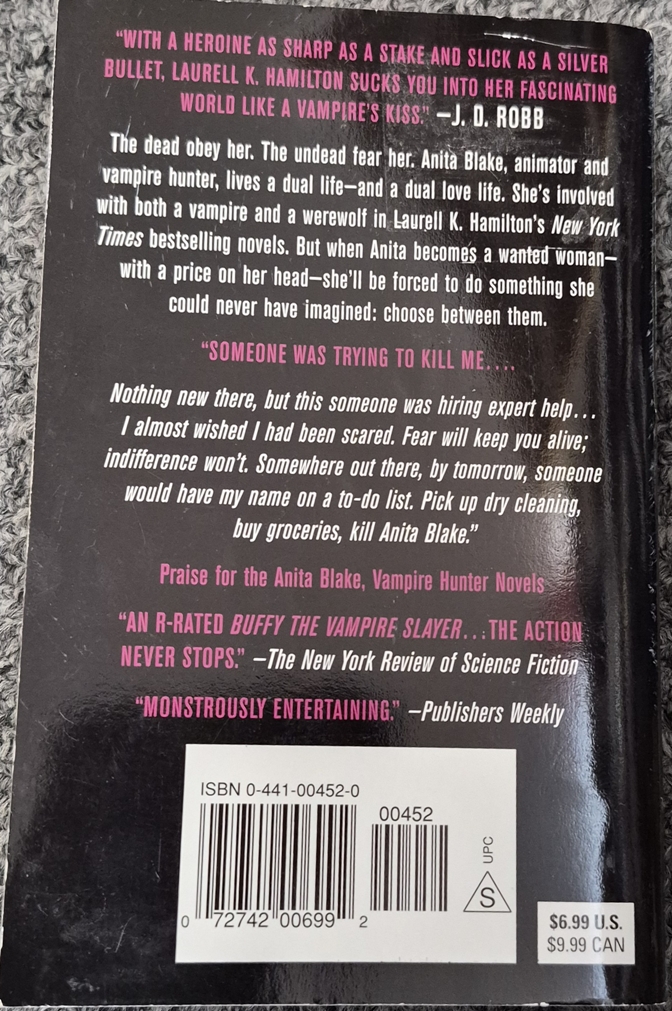 “WITH A HEROINE AS SHARP AS A STAKE AND SLICK AS A SILVER
BULLET, LAURELL K. HAMILTON SUCKS YOU INTO HER FASCINATING
WORLD LIKE A VAMPIRE'S KISS.” —J. D. ROBB
The dead obey her. The undead fear her. Anita Blake, animator and
vampire hunter, lives a dual life—and a dual love life. She's involved
with both a vampire and a werewolf in Laurell K. Hamilton's New York
Times bestselling novels. But when Anita becomes a wanted woman—
with a price on her head—she'll be forced to do something she
could never have imagined: choose between them.
“SOMEONE WAS TRYING TO KILL ME....
Nothing new there, but this someone was hiring expert help...
I almost wished I had been scared. Fear will keep you alive;
indifference won't. Somewhere out there, by tomorrow, someone
would have my name on a to-do list. Pick up dry cleaning,
buy groceries, kill Anita Blake.”
Praise for the Anita Blake, Vampire Hunter Novels
“AN R-RATED BUFFY THE VAMPIRE SLAYER...THE ACTION
NEVER STOPS.” —The New York Review of Science Fiction
“MONSTROUSLY ENTERTAINING.” —Publishers Weekly
ISBN 0-441-00452-0
00452
0 72742 00699 2
UPC
S
$6.99 U.S.
$9.99 CAN